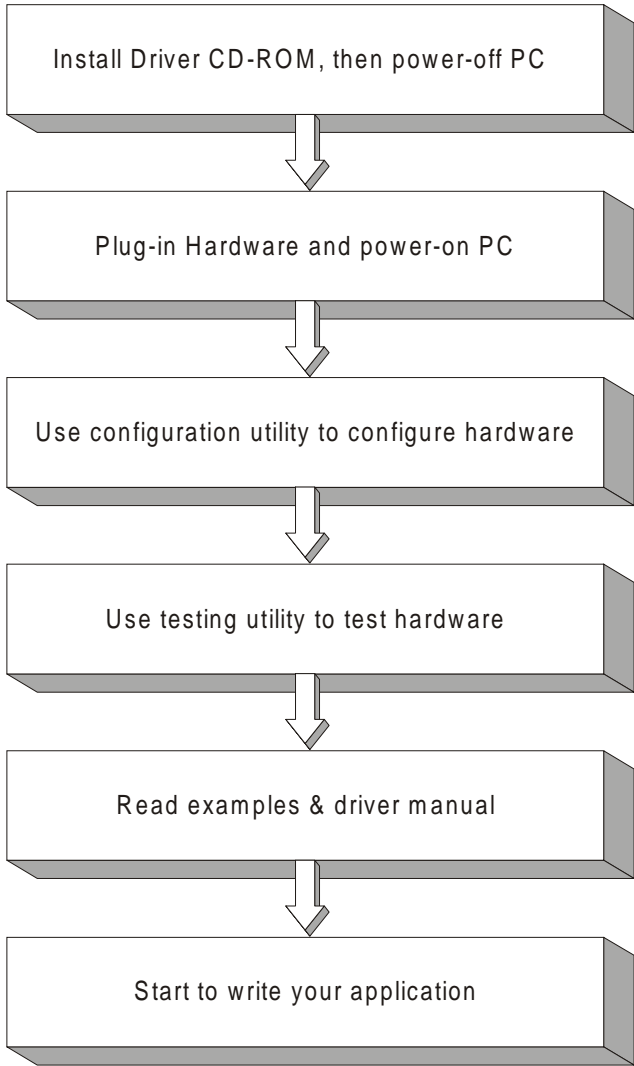 Install Driver CD-ROM, then power-off PC
Plug-in Hardware and power-on PC
Use configuration utility to configure hardware
Use testing utility to test hardware
Read examples & driver manual
Start to write your application